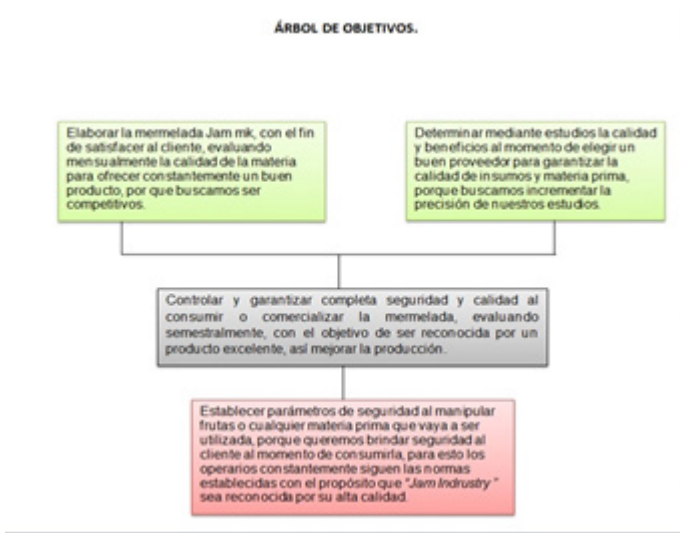 ÁRBOL DE OBJETIVOS.
Elaborar la mermelada Jam mk, con el fin
de satisfacer al cliente, evaluando
mensualmente la calidad de la materia
para ofrecer constantemente un buen
producto, por que buscamos ser
competitivos.
Determinar mediante estudios la calidad
y beneficios al momento de elegir un
buen proveedor para garantizar la
calidad de insumos y materia prima,
porque buscamos incrementar la
precisión de nuestros estudios.
Controlar y garantizar completa seguridad y calidad al
consumir o comercializar la mermelada, evaluando
semestralmente, con el objetivo de ser reconocida por un
producto excelente, así mejorar la producción.
Establecer parámetros de seguridad al manipular
frutas o cualquier materia prima que vaya a ser
utilizada, porque queremos brindar seguridad al
cliente al momento de consumirla, para esto los
operarios constantemente siguen las normas
establecidas con el propósito que "Jam Indrustry "
sea reconocida por su alta calidad.